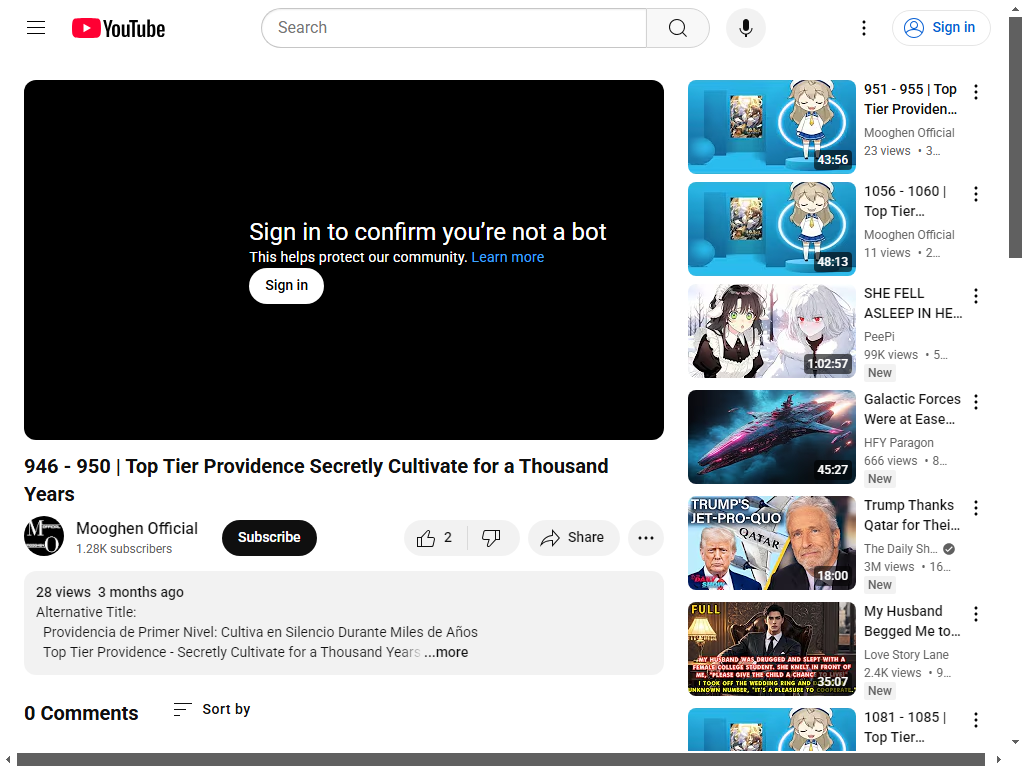 YouTube
Search
Sign in
Sign in to confirm you’re not a bot
This helps protect our community. Learn more
Sign in
946 - 950 | Top Tier Providence Secretly Cultivate for a Thousand
Years
Mooghen Official
1.28K subscribers
Subscribe
2
Share
28 views 3 months ago
Alternative Title:
Providencia de Primer Nivel: Cultiva en Silencio Durante Miles de Años
Top Tier Providence - Secretly Cultivate for a Thousand Years ...more
0 Comments
Sort by
43:56
951 - 955 | Top
Tier Providen...
Mooghen Official
23 views • 3...
48:13
1056 - 1060 |
Top Tier...
Mooghen Official
11 views • 2...
1:02:57
SHE FELL
ASLEEP IN HE...
PeePi
99K views • 5...
New
45:27
Galactic Forces
Were at Ease...
HFY Paragon
666 views • 8...
New
TRUMP'S
JET-PRO-QUO
QATAR
18:00
Trump Thanks
Qatar for Thei...
The Daily Sh...
3M views • 16...
New
FULL
MY HUSBAND WAS DRUGGED AND SLEPT WITH A
FEMALE COLLEGE STUDENT. SHE KNELT IN FRONT OF
ME, "PLEASE GIVE THE CHILD A CHANCE TO LIVE!"
I TOOK OFF THE WEDDING RING AND
UNKNOWN NUMBER, "IT'S A PLEASURE TO COOPERATE."
35:07
My Husband
Begged Me to...
Love Story Lane
2.4K views • 9...
New
1081 - 1085 |
Top Tier...